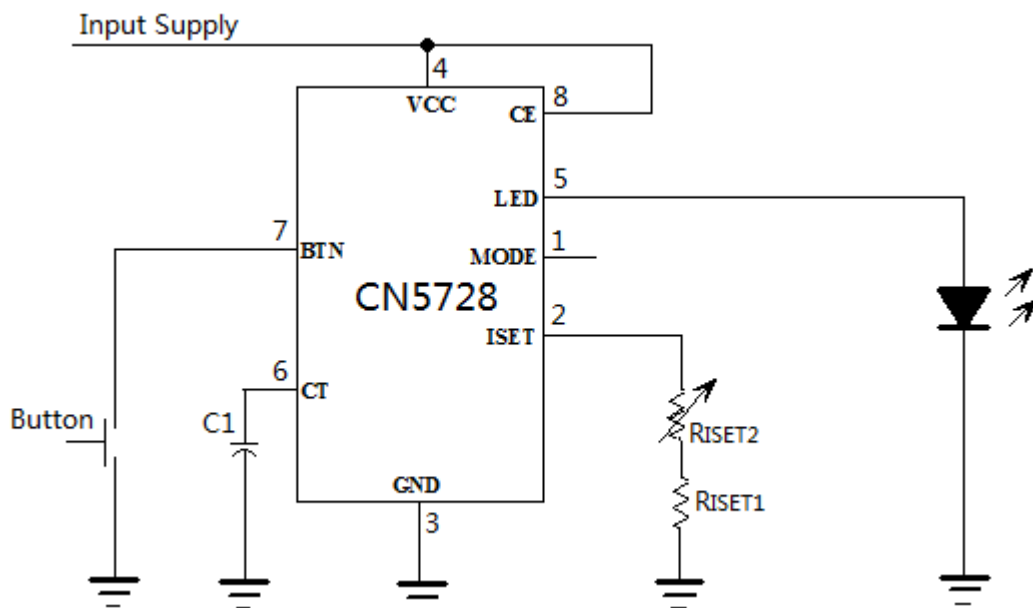 Input Supply
4
VCC
8
CE
5
LED
7
BTN
1
MODE
CN5728
2
ISET
6
CT
Button
C1
RISET2
GND
RISET1
3